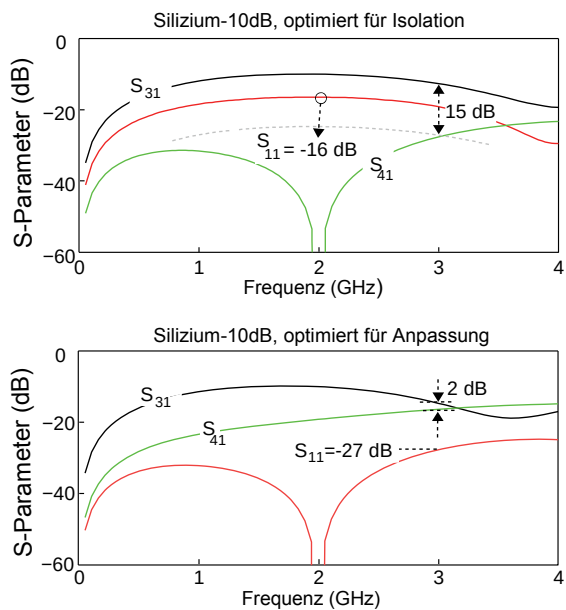 Silizium-10dB, optimiert für Isolation
S-Parameter (dB)
0
−20
−40
−60
S31
15 dB
S11 = -16 dB
S41
0 1 2 3 4
Frequenz (GHz)
Silizium-10dB, optimiert für Anpassung
S-Parameter (dB)
0
−20
−40
−60
S31
2 dB
S41
S11=-27 dB
0 1 2 3 4
Frequenz (GHz)